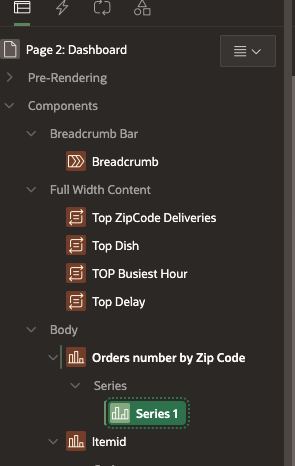 Page 2: Dashboard
Pre-Rendering
Components
Breadcrumb Bar
Breadcrumb
Full Width Content
Top ZipCode Deliveries
Top Dish
TOP Busiest Hour
Top Delay
Body
Orders number by Zip Code
Series
Series 1
Itemid